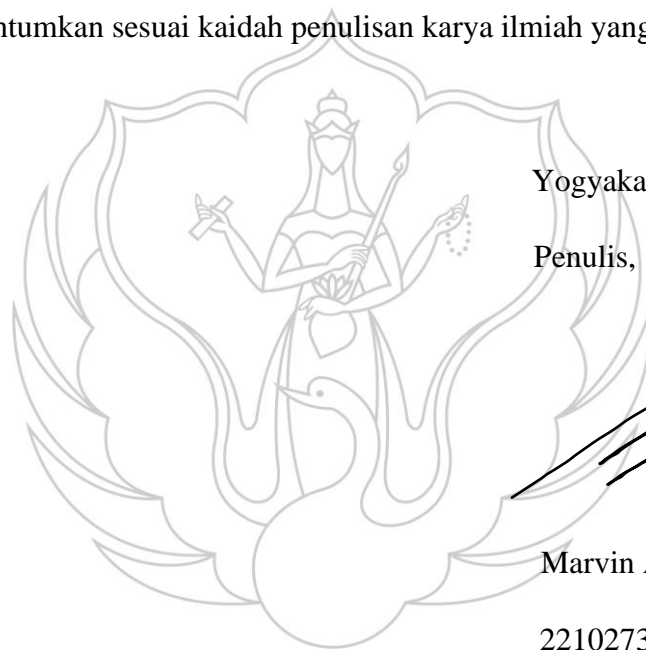 ntumkan sesuai kaidah penulisan karya ilmiah yang
Yogyaka
Penulis,
Marvin
2210273